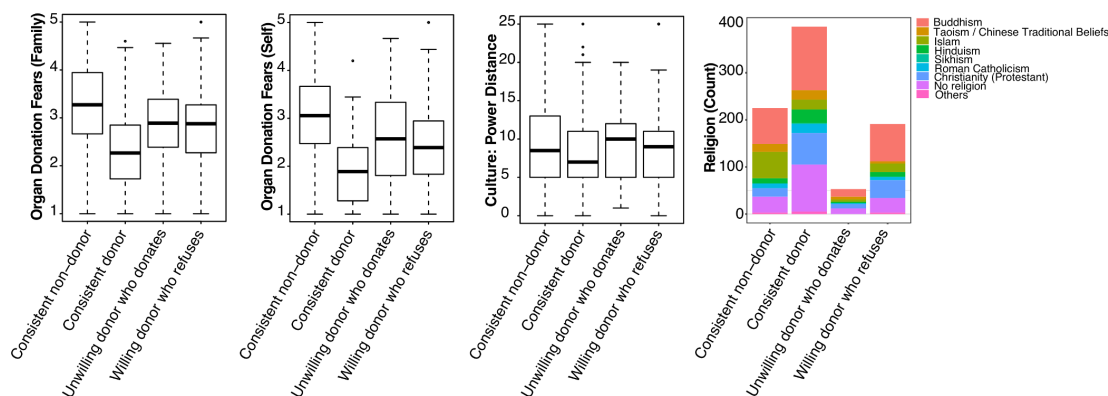 Organ Donation Fears (Family)
5
4
3
2
1
Consistent non-donor
Consistent donor
Unwilling donor who donates
Willing donor who refuses
Organ Donation Fears (Self)
5
4
3
2
1
Consistent non-donor
Consistent donor
Unwilling donor who donates
Willing donor who refuses
Culture: Power Distance
25
20
15
10
5
0
Consistent non-donor
Consistent donor
Unwilling donor who donates
Willing donor who refuses
Religion (Count)
400
300
200
100
0
Consistent non-donor
Consistent donor
Unwilling donor who donates
Willing donor who refuses
Buddhism
Taoism / Chinese Traditional Beliefs
Islam
Hinduism
Sikhism
Roman Catholicism
Christianity (Protestant)
No religion
Others